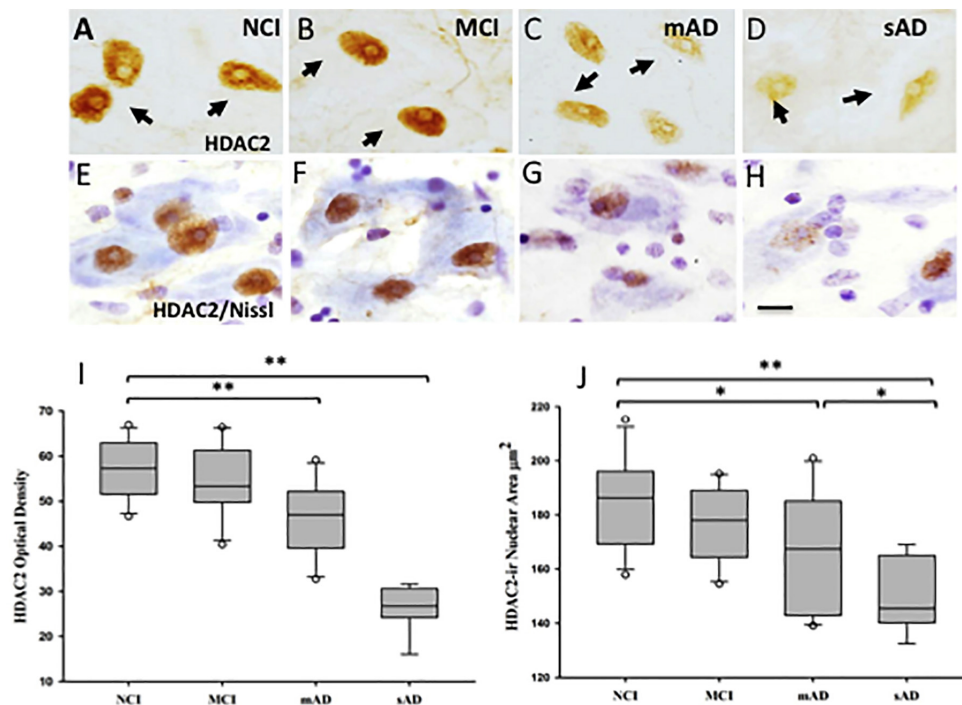 A NCI B MCI C mAD D sAD
HDAC2
E F G H
HDAC2/Nissl
I J
**
**
**
*
*
70
60
50
40
30
20
10
HDAC2 Optical Density
NCI MCI mAD sAD
220
200
180
160
140
120
HDAC2-ir Nuclear Area µm²
NCI MCI mAD sAD